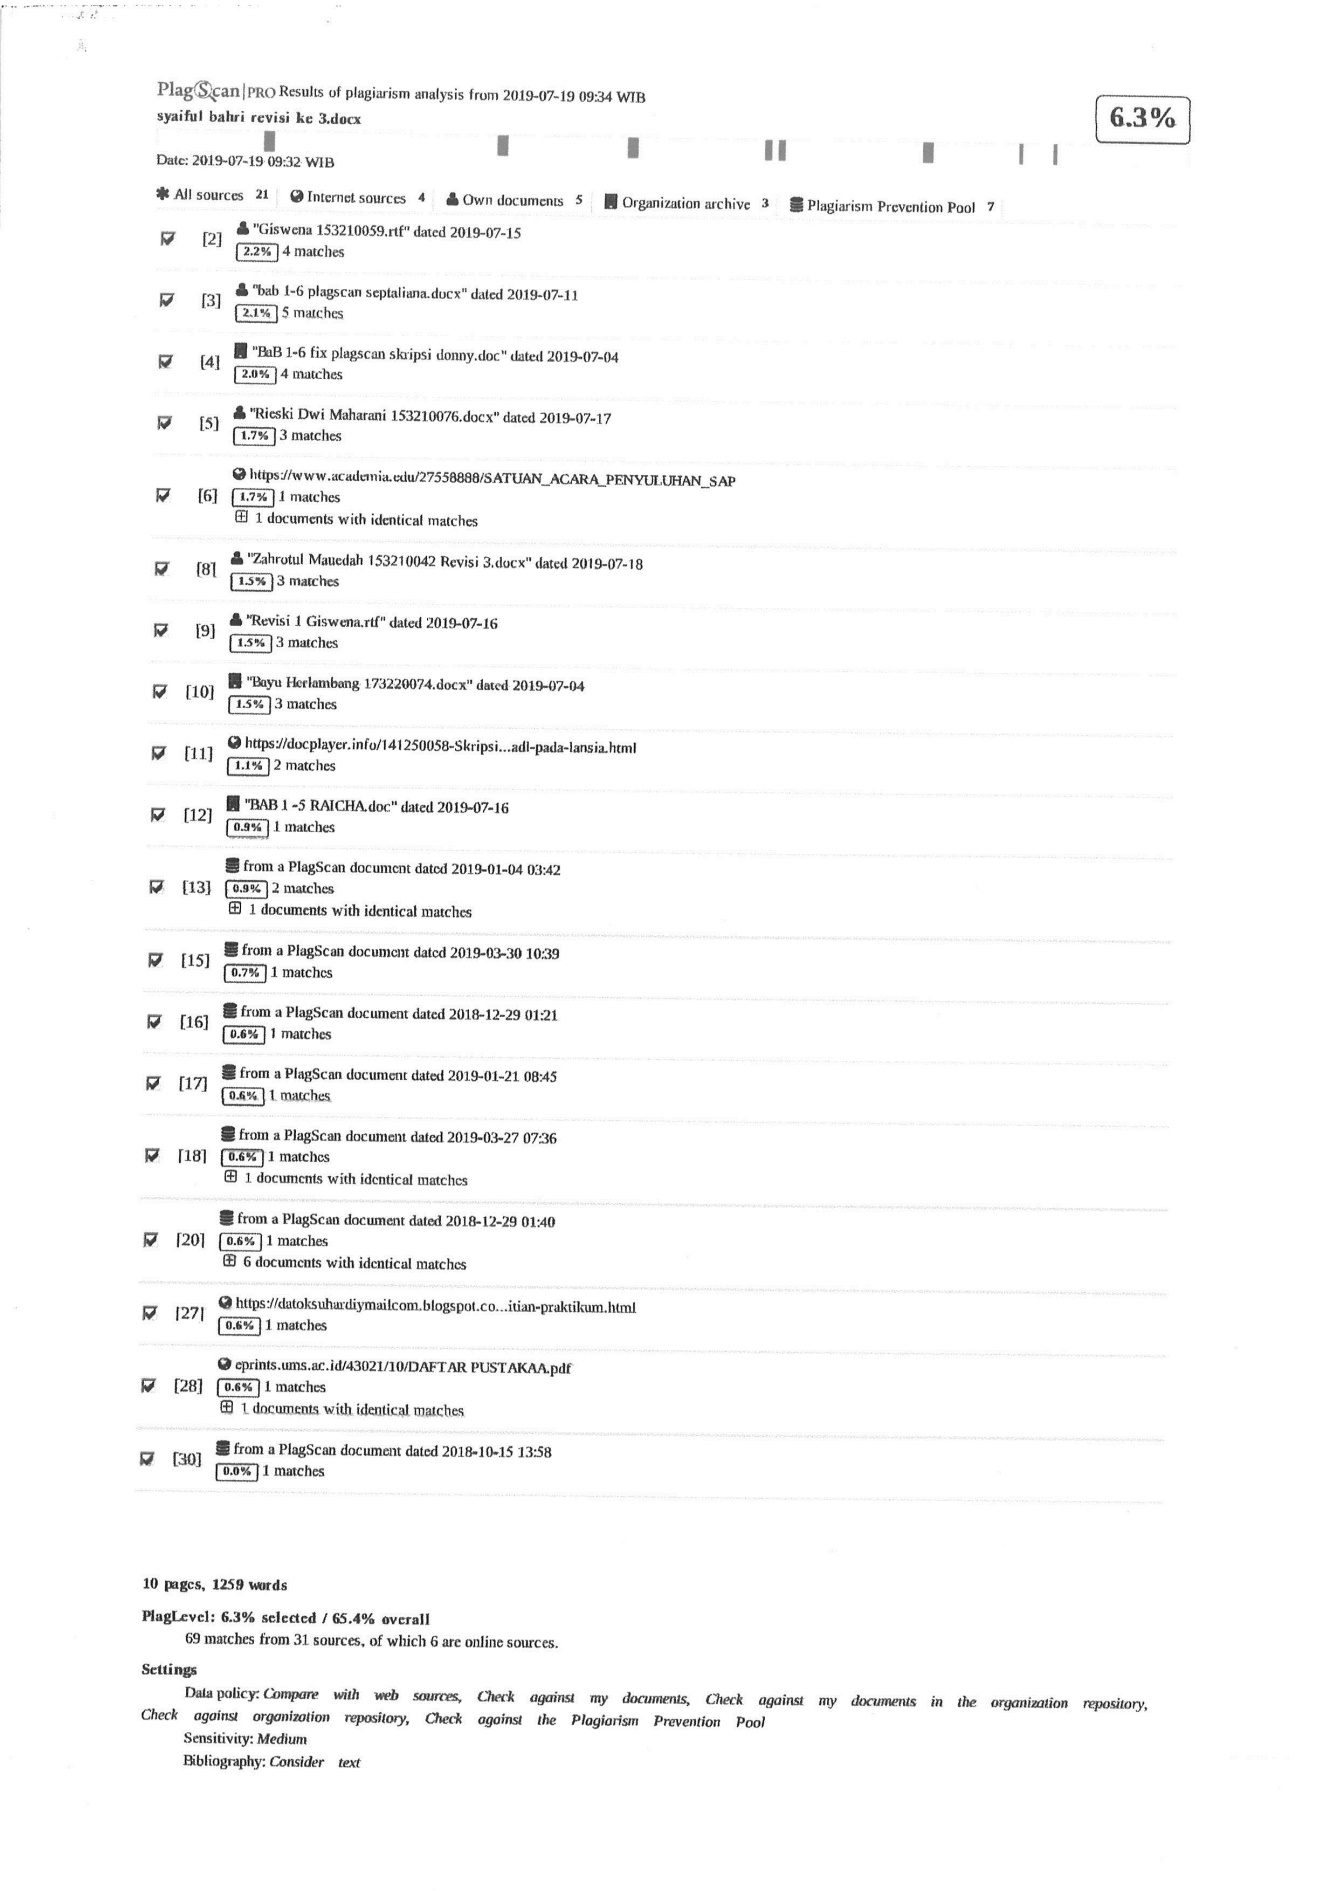 PlagScan|PRO Results of plagiarism analysis from 2019-07-19 09:34 WIB
6.3%
syaiful bahri revisi ke 3.docx
Date: 2019-07-19 09:32 WIB
All sources 21 Internet sources 4 Own documents 5 Organization archive 3 Plagiarism Prevention Pool 7
"Giswena 153210059.rtf" dated 2019-07-15
[2]
2.2% 4 matches
"bab 1-6 plagscan septaliana.docx" dated 2019-07-11
[3]
2.1% 5 matches
"BaB 1-6 fix plagscan skripsi donny.doc" dated 2019-07-04
[4]
2.0% 4 matches
"Rieski Dwi Maharani 153210076.docx" dated 2019-07-17
[5]
1.7% 3 matches
https://www.academia.edu/27558888/SATUAN_ACARA_PENYULUHAN_SAP
[6] 1.7% 1 matches
1 documents with identical matches
"Zahrotul Mauedah 153210042 Revisi 3.docx" dated 2019-07-18
[8]
1.5% 3 matches
"Revisi 1 Giswena.rtf" dated 2019-07-16
[9]
1.5% 3 matches
"Bayu Herlambang 173220074.docx" dated 2019-07-04
[10]
1.5% 3 matches
https://docplayer.info/141250058-Skripsi...adl-pada-lansia.html
[11]
1.1% 2 matches
"BAB 1 -5 RAICHA.doc" dated 2019-07-16
[12]
0.9% 1 matches
from a PlagScan document dated 2019-01-04 03:42
[13] 0.9% 2 matches
1 documents with identical matches
from a PlagScan document dated 2019-03-30 10:39
[15]
0.7% 1 matches
from a PlagScan document dated 2018-12-29 01:21
[16]
0.6% 1 matches
from a PlagScan document dated 2019-01-21 08:45
[17]
0.6% 1 matches
from a PlagScan document dated 2019-03-27 07:36
[18] 0.6% 1 matches
1 documents with identical matches
from a PlagScan document dated 2018-12-29 01:40
[20] 0.6% 1 matches
6 documents with identical matches
https://datoksuhardiymailcom.blogspot.co...itian-praktikum.html
[27]
0.6% 1 matches
eprints.ums.ac.id/43021/10/DAFTAR PUSTAKAA.pdf
[28] 0.6% 1 matches
1 documents with identical matches
from a PlagScan document dated 2018-10-15 13:58
[30]
0.0% 1 matches
10 pages, 1259 words
PlagLevel: 6.3% selected / 65.4% overall
69 matches from 31 sources, of which 6 are online sources.
Settings
Data policy: Compare with web sources, Check against my documents, Check against my documents in the organization repository,
Check against organization repository, Check against the Plagiarism Prevention Pool
Sensitivity: Medium
Bibliography: Consider text